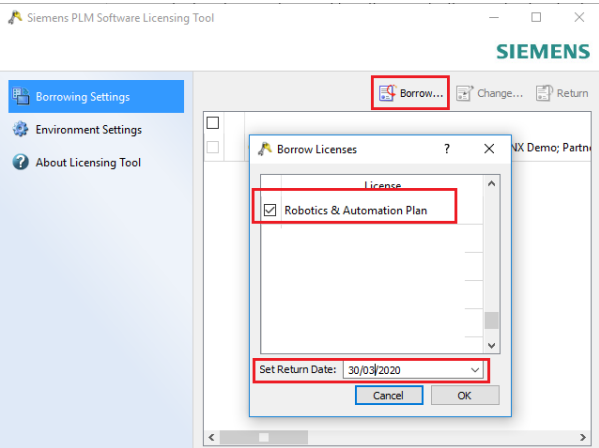 Siemens PLM Software Licensing Tool
SIEMENS
Borrowing Settings
Environment Settings
About Licensing Tool
Borrow...
Change...
Return
NX Demo; Partne
Borrow Licenses
?
License
Robotics & Automation Plan
Set Return Date:
30/03/2020
Cancel
OK